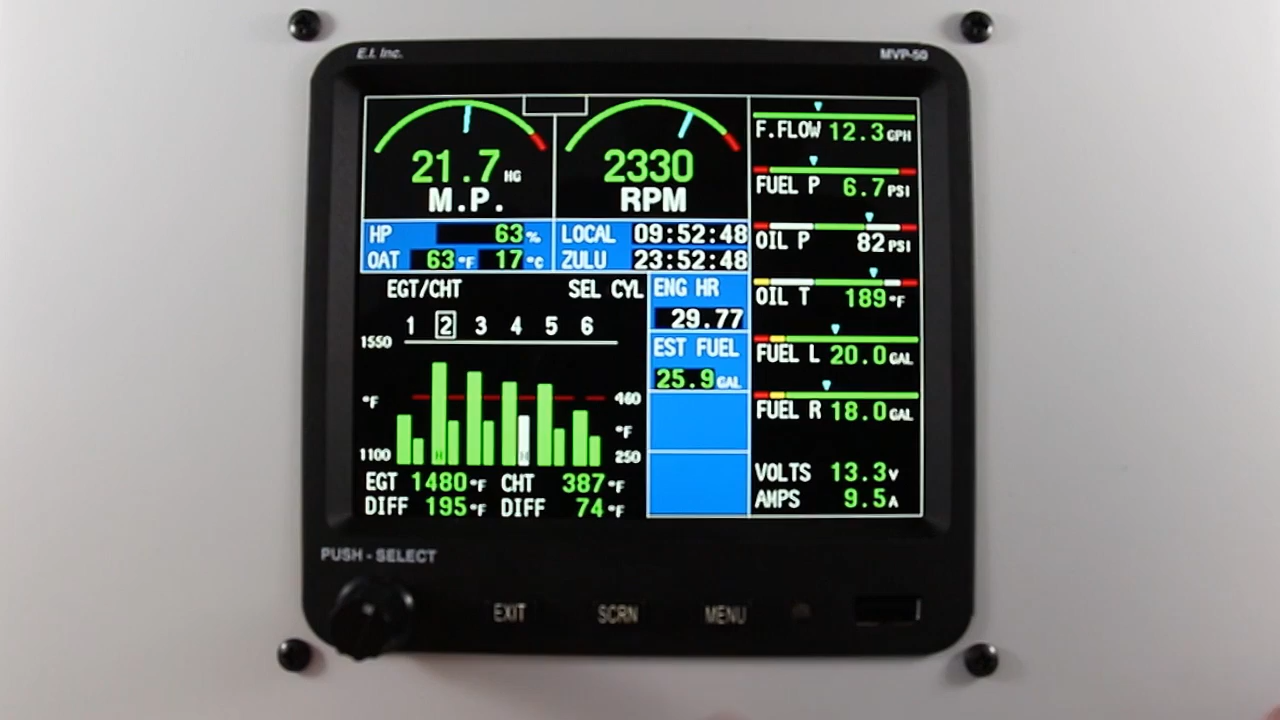 E.I. Inc.
MVP-50
21.7 HG
M.P.
2330
RPM
HP 63 %
OAT 63 °F 17 °C
LOCAL 09:52:48
ZULU 23:52:48
EGT/CHT SEL CYL
1 2 3 4 5 6
1550
°F
1100
460
°F
250
H H
EGT 1480 °F CHT 387 °F
DIFF 195 °F DIFF 74 °F
ENG HR
29.77
EST FUEL
25.9 GAL
F.FLOW 12.3 GPH
FUEL P 6.7 PSI
OIL P 82 PSI
OIL T 189 °F
FUEL L 20.0 GAL
FUEL R 18.0 GAL
VOLTS 13.3 V
AMPS 9.5 A
PUSH - SELECT
EXIT SCRN MENU